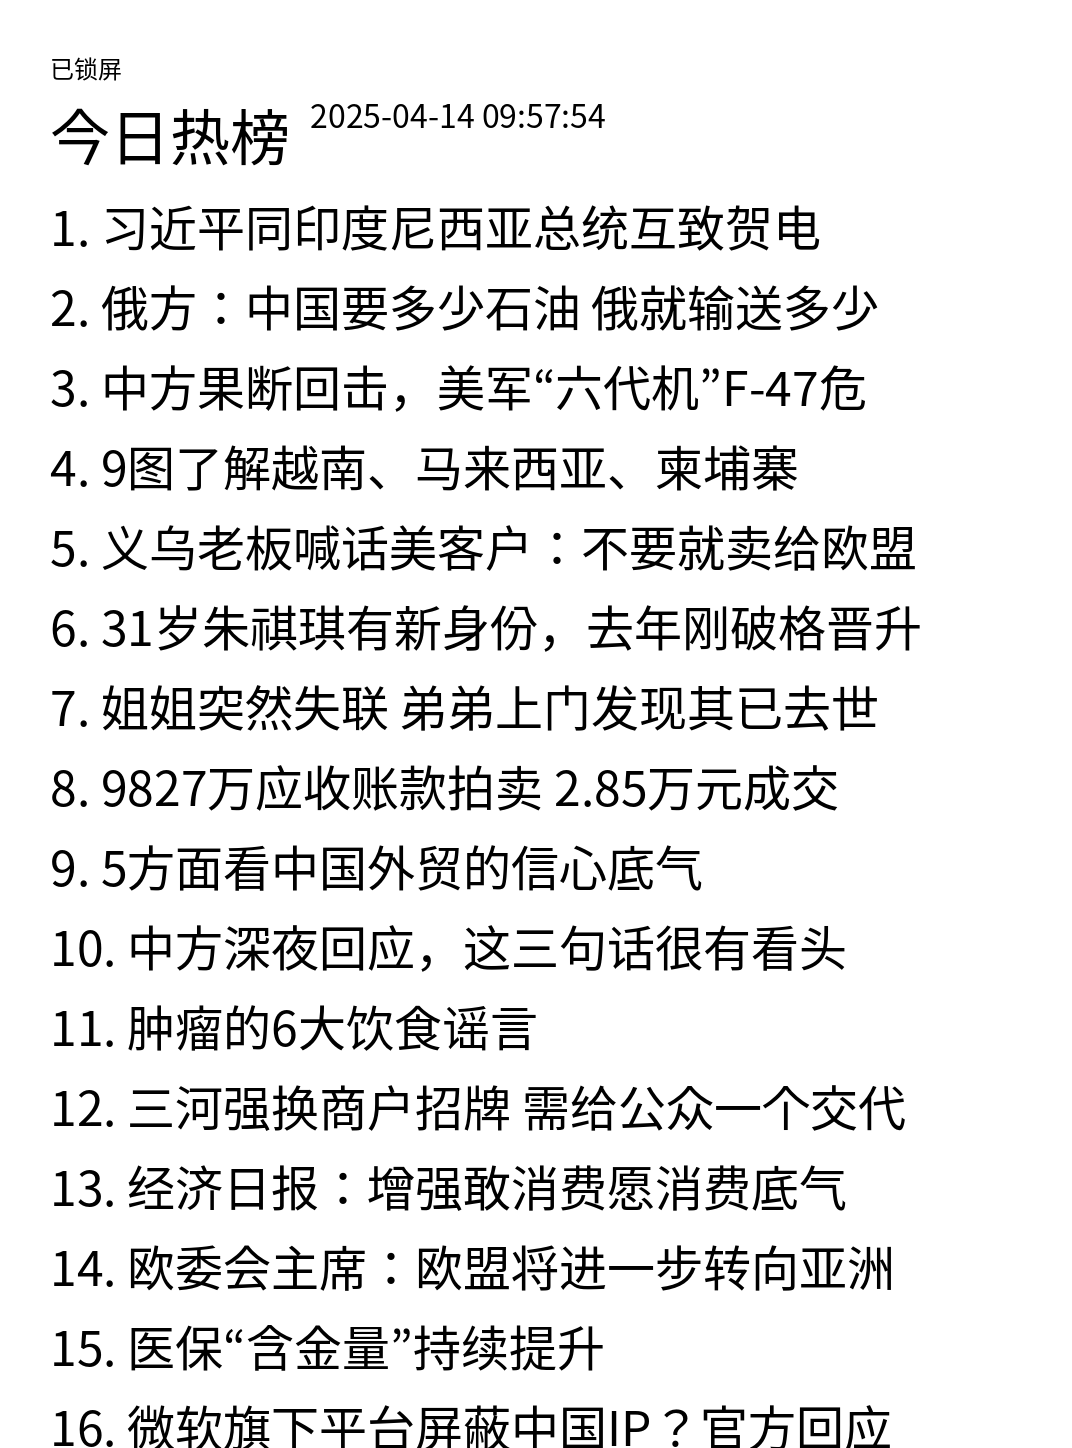 已锁屏
今日热榜 2025-04-14 09:57:54
1. 习近平同印度尼西亚总统互致贺电
2. 俄方：中国要多少石油 俄就输送多少
3. 中方果断回击，美军“六代机”F-47危
4. 9图了解越南、马来西亚、柬埔寨
5. 义乌老板喊话美客户：不要就卖给欧盟
6. 31岁朱祺琪有新身份，去年刚破格晋升
7. 姐姐突然失联 弟弟上门发现其已去世
8. 9827万应收账款拍卖 2.85万元成交
9. 5方面看中国外贸的信心底气
10. 中方深夜回应，这三句话很有看头
11. 肿瘤的6大饮食谣言
12. 三河强换商户招牌 需给公众一个交代
13. 经济日报：增强敢消费愿消费底气
14. 欧委会主席：欧盟将进一步转向亚洲
15. 医保“含金量”持续提升
16. 微软旗下平台屏蔽中国IP？官方回应